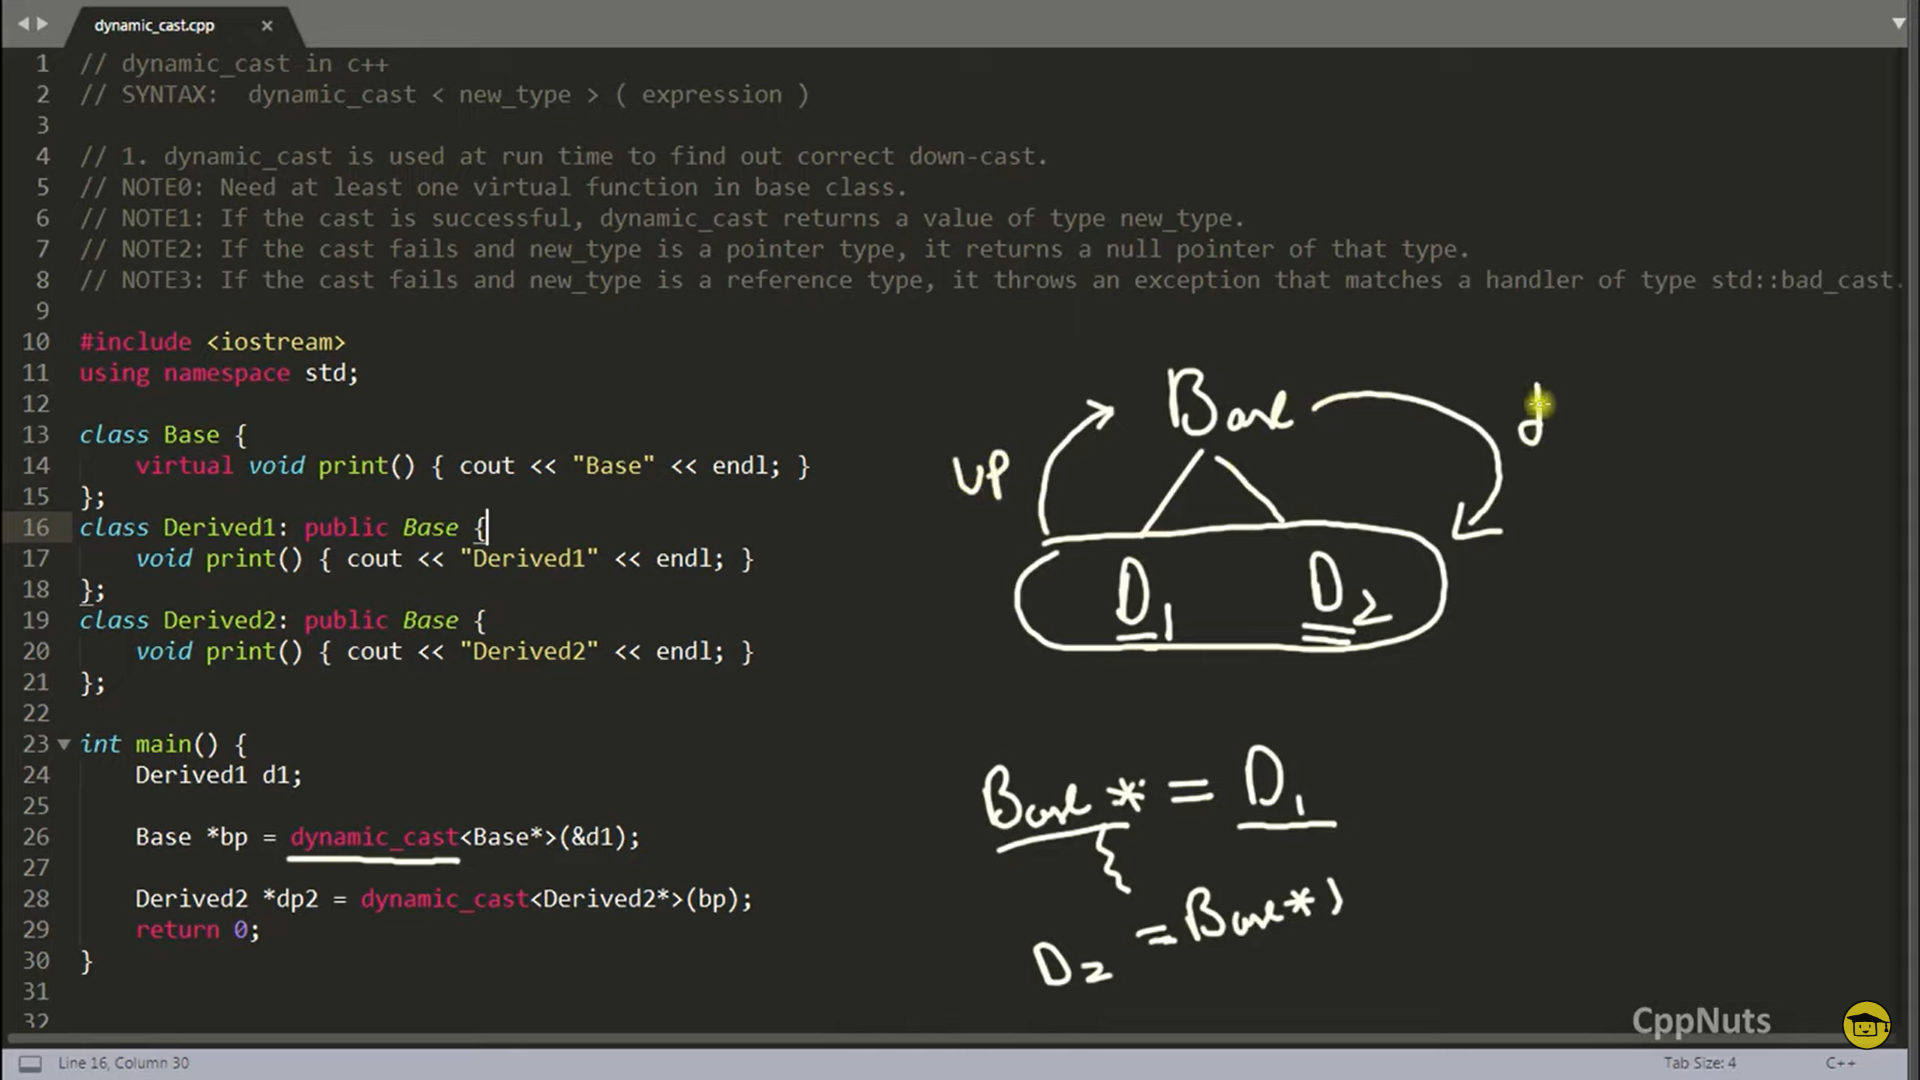 dynamic_cast.cpp ×
1 // dynamic_cast in c++
2 // SYNTAX: dynamic_cast < new_type > ( expression )
3
4 // 1. dynamic_cast is used at run time to find out correct down-cast.
5 // NOTE0: Need at least one virtual function in base class.
6 // NOTE1: If the cast is successful, dynamic_cast returns a value of type new_type.
7 // NOTE2: If the cast fails and new_type is a pointer type, it returns a null pointer of that type.
8 // NOTE3: If the cast fails and new_type is a reference type, it throws an exception that matches a handler of type std::bad_cast.
9
10 #include <iostream>
11 using namespace std;
12
13 class Base {
14 virtual void print() { cout << "Base" << endl; }
15 };
16 class Derived1: public Base {
17 void print() { cout << "Derived1" << endl; }
18 };
19 class Derived2: public Base {
20 void print() { cout << "Derived2" << endl; }
21 };
22
23 int main() {
24 Derived1 d1;
25
26 Base *bp = dynamic_cast<Base*>(&d1);
27
28 Derived2 *dp2 = dynamic_cast<Derived2*>(bp);
29 return 0;
30 }
31
32
Base
d
UP
D1 D2
Base * = D1
= Base*)
D2
CppNuts
Line 16, Column 30
Tab Size: 4
C++